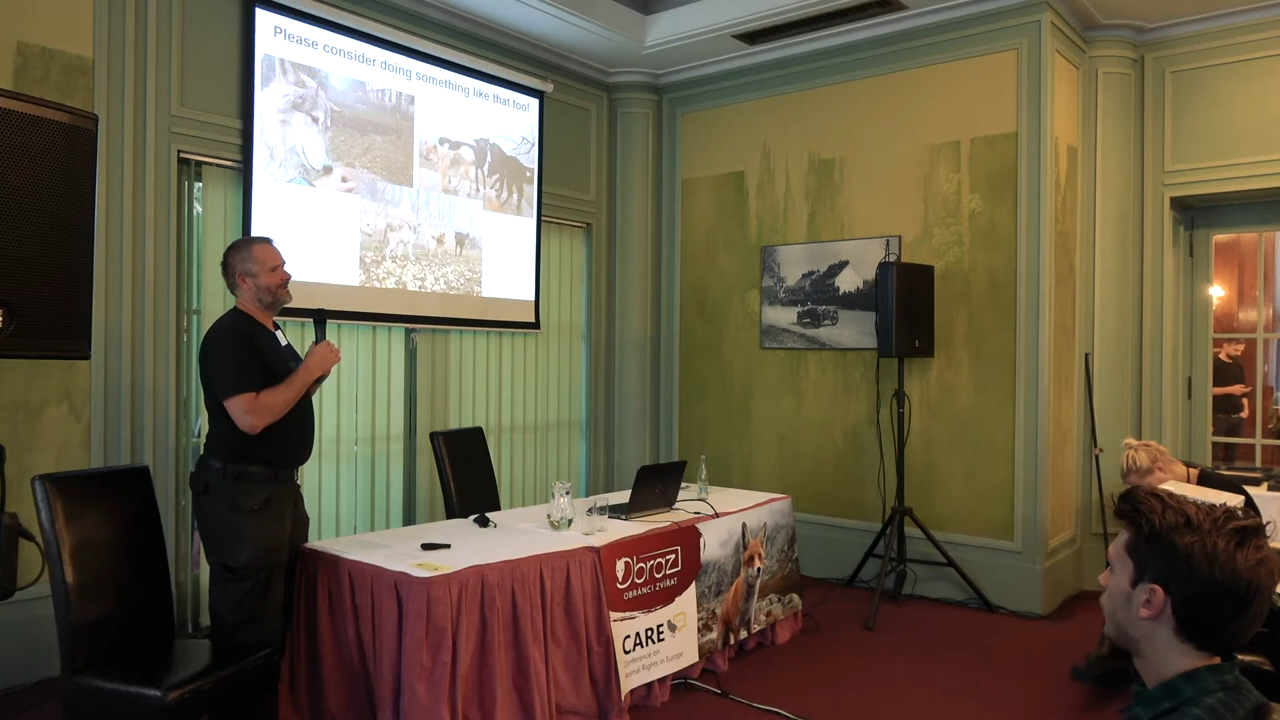 Please consider doing something like that too!
Obraz
OBRÁNCI ZVÍŘAT
CARE
Conference on
Animal Rights in Europe